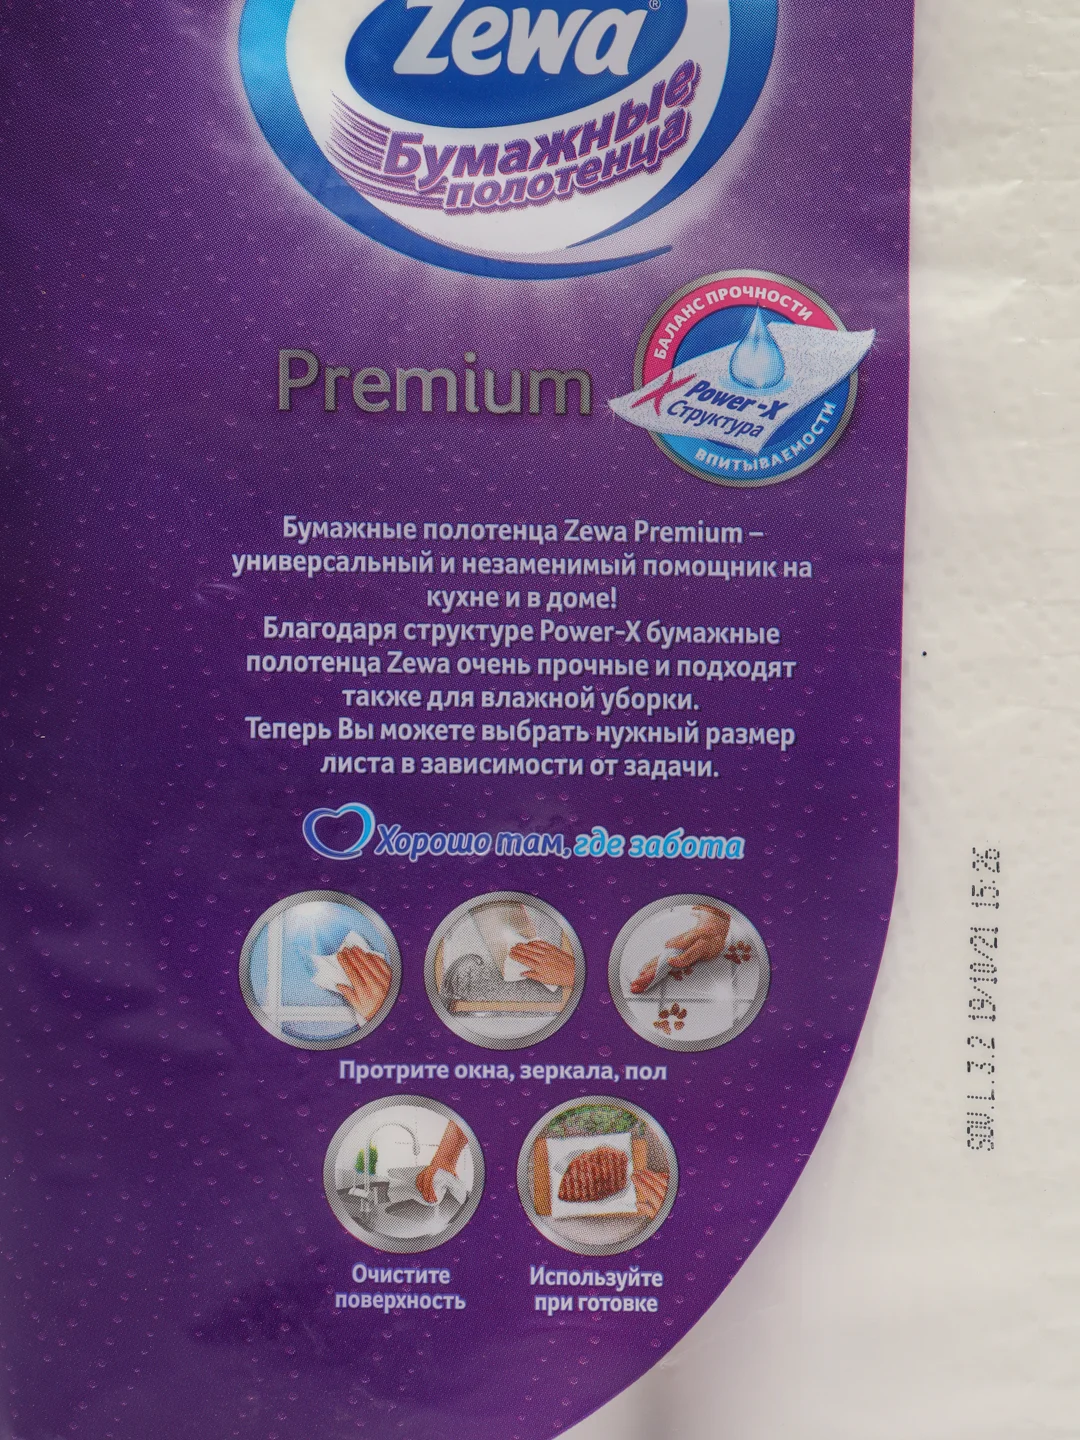 Zewa®
Бумажные
полотенца
БАЛАНС ПРОЧНОСТИ
Premium
Power-X
Структура
ВПИТЫВАЕМОСТИ
Бумажные полотенца Zewa Premium –
универсальный и незаменимый помощник на
кухне и в доме!
Благодаря структуре Power-X бумажные
полотенца Zewa очень прочные и подходят
также для влажной уборки.
Теперь Вы можете выбрать нужный размер
листа в зависимости от задачи.
Хорошо там, где забота
Протрите окна, зеркала, пол
Очистите
поверхность
Используйте
при готовке
SOV.L.3.2 19/10/21 15:26